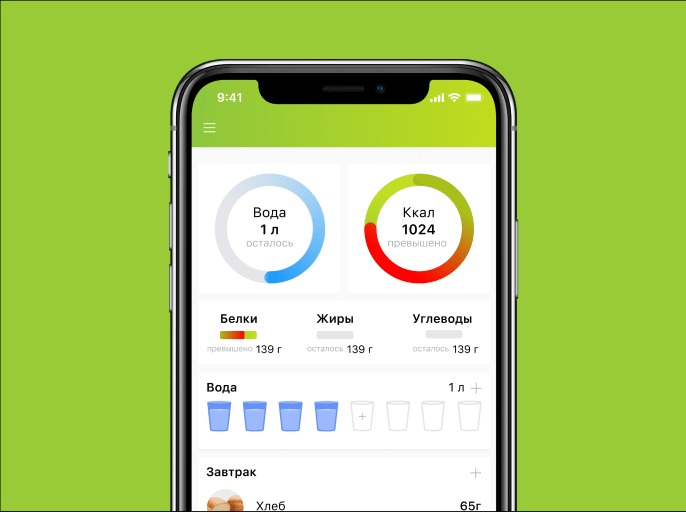 9:41
Вода
1 л
осталось
Ккал
1024
превышено
Белки
превышено 139 г
Жиры
осталось 139 г
Углеводы
осталось 139 г
Вода 1 л
Завтрак
Хлеб 65г